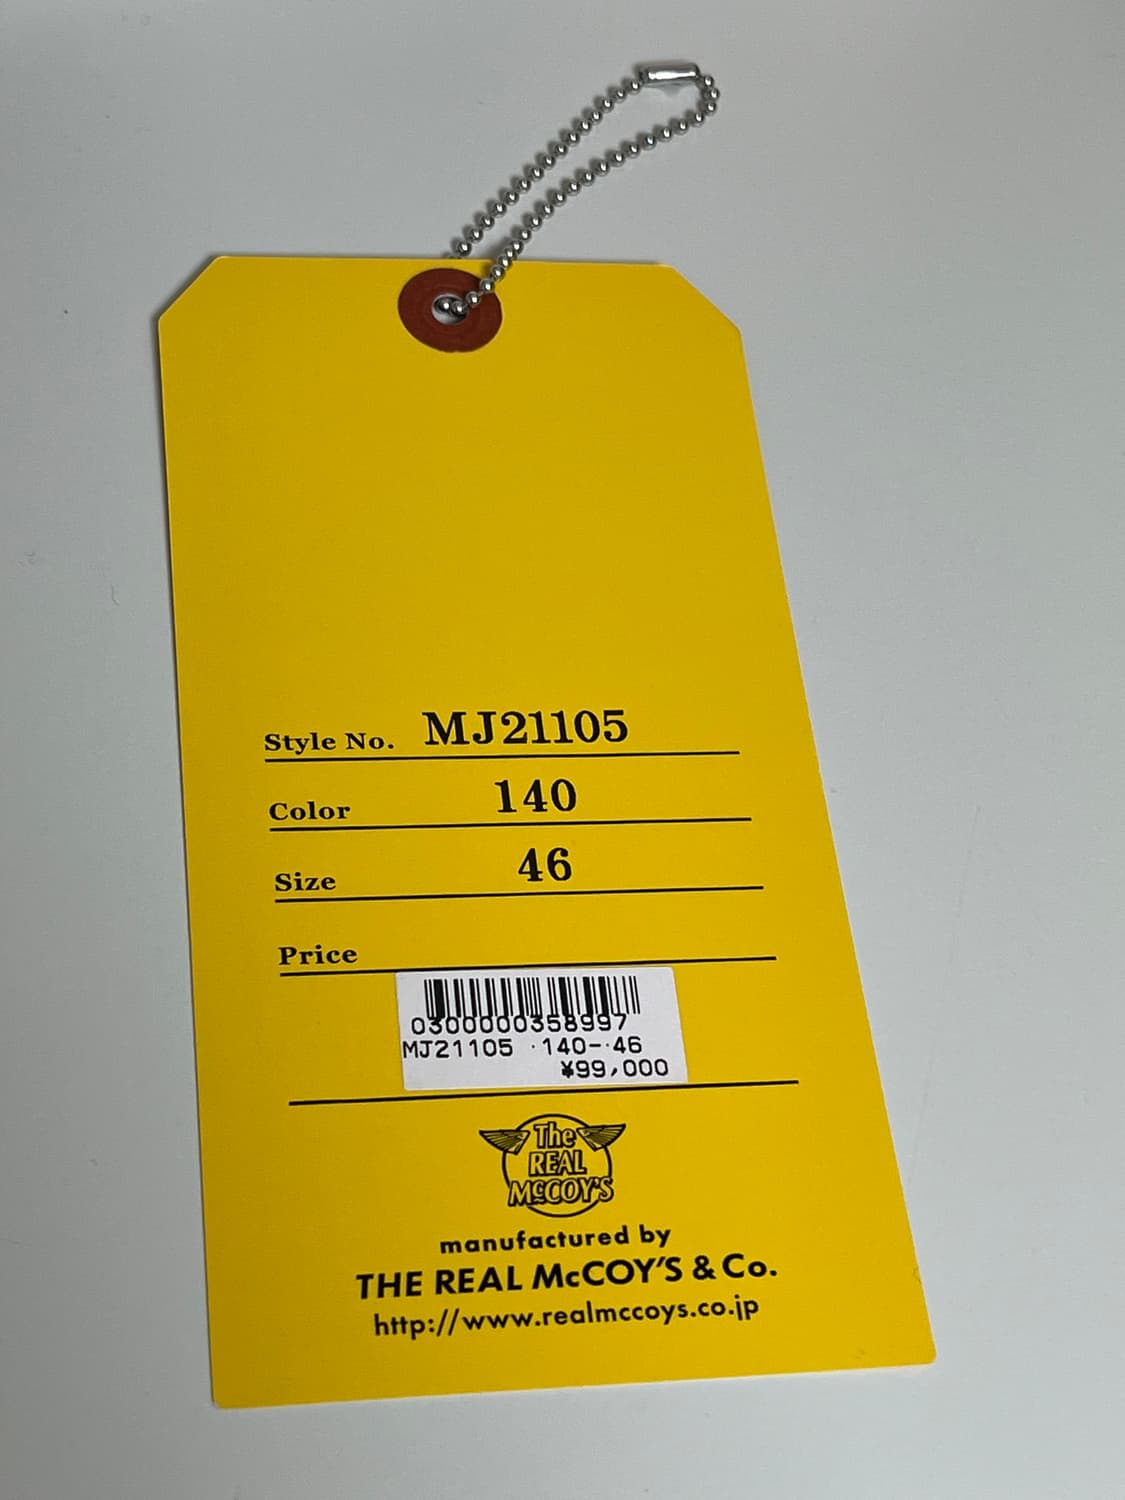 Style No. MJ21105
Color 140
Size 46
Price
0300000358997
MJ21105 ·140-·46
¥99,000
The
REAL
McCOY'S
manufactured by
THE REAL McCOY'S & Co.
http://www.realmccoys.co.jp